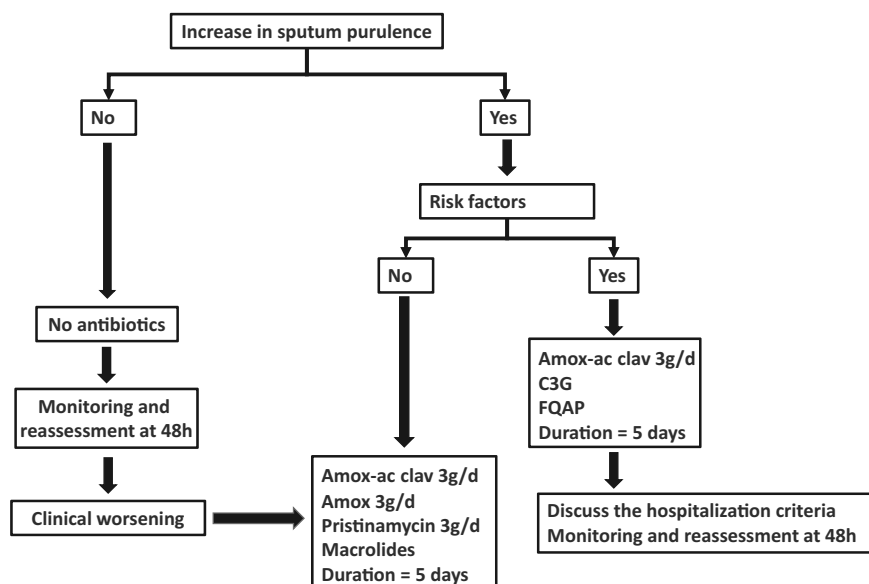 Increase in sputum purulence
No
Yes
Risk factors
No
Yes
No antibiotics
Monitoring and
reassessment at 48h
Clinical worsening
Amox-ac clav 3g/d
Amox 3g/d
Pristinamycin 3g/d
Macrolides
Duration = 5 days
Amox-ac clav 3g/d
C3G
FQAP
Duration = 5 days
Discuss the hospitalization criteria
Monitoring and reassessment at 48h